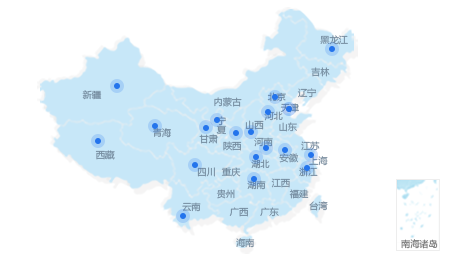 黑龙江
吉林
辽宁
新疆
内蒙古
北京
天津
河北
宁夏
山西
山东
青海
甘肃
陕西
河南
江苏
安徽
上海
西藏
四川
重庆
湖北
浙江
湖南
江西
贵州
福建
云南
广西
广东
台湾
海南
南海诸岛